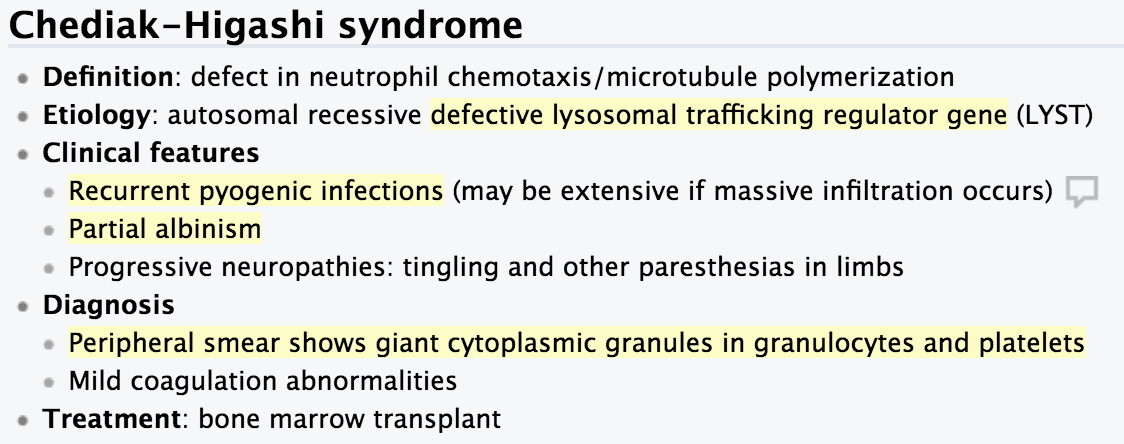 Chediak-Higashi syndrome
Definition: defect in neutrophil chemotaxis/microtubule polymerization
Etiology: autosomal recessive defective lysosomal trafficking regulator gene (LYST)
Clinical features
Recurrent pyogenic infections (may be extensive if massive infiltration occurs)
Partial albinism
Progressive neuropathies: tingling and other paresthesias in limbs
Diagnosis
Peripheral smear shows giant cytoplasmic granules in granulocytes and platelets
Mild coagulation abnormalities
Treatment: bone marrow transplant